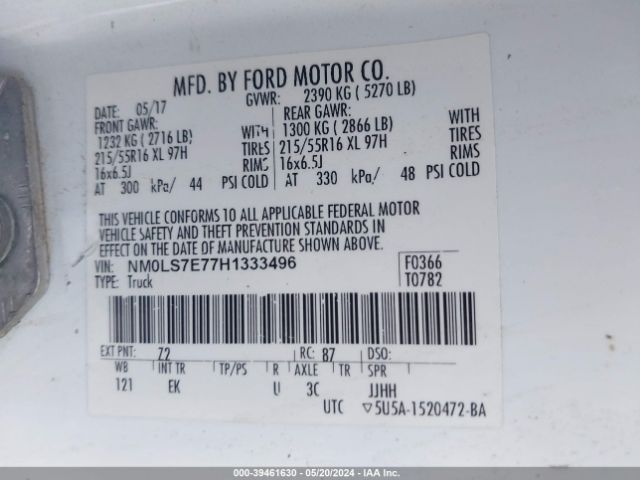 MFD. BY FORD MOTOR CO.
DATE: 05/17 GVWR: 2390 KG ( 5270 LB)
FRONT GAWR: REAR GAWR: WITH
1232 KG ( 2716 LB) WITH 1300 KG ( 2866 LB) TIRES
215/55R16 XL 97H TIRES 215/55R16 XL 97H RIMS
16x6.5J RIMS 16x6.5J
AT 300 kPa/ 44 PSI COLD AT 330 kPa/ 48 PSI COLD
THIS VEHICLE CONFORMS TO ALL APPLICABLE FEDERAL MOTOR
VEHICLE SAFETY AND THEFT PREVENTION STANDARDS IN
EFFECT ON THE DATE OF MANUFACTURE SHOWN ABOVE.
VIN: NM0LS7E77H1333496 F0366
TYPE: Truck T0782
EXT PNT: 72 RC: 87 DSO:
WB INT TR TP/PS R AXLE TR SPR
121 EK U 3C JJHH
UTC ▽5U5A-1520472-BA
000-39461630 - 05/20/2024 - IAAI.COM